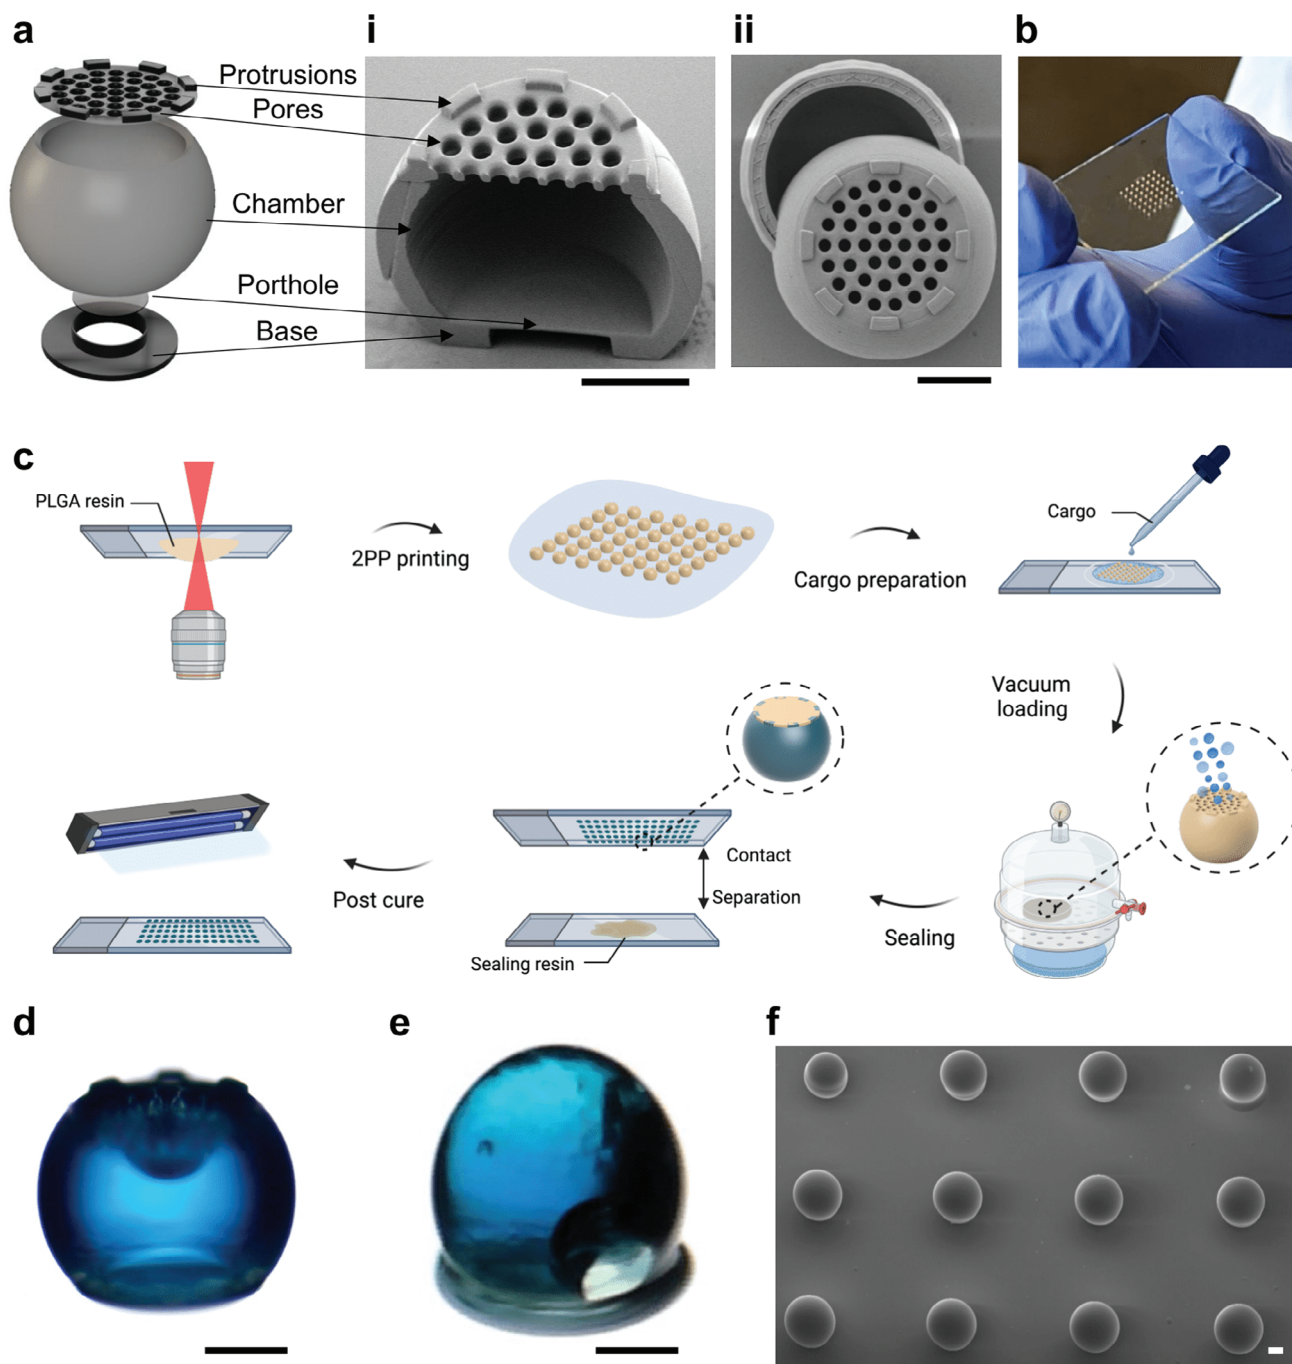 a
i
ii
b
Protrusions
Pores
Chamber
Porthole
Base
c
PLGA resin
2PP printing
Cargo preparation
Cargo
Vacuum
loading
Contact
Separation
Post cure
Sealing
Sealing resin
d
e
f